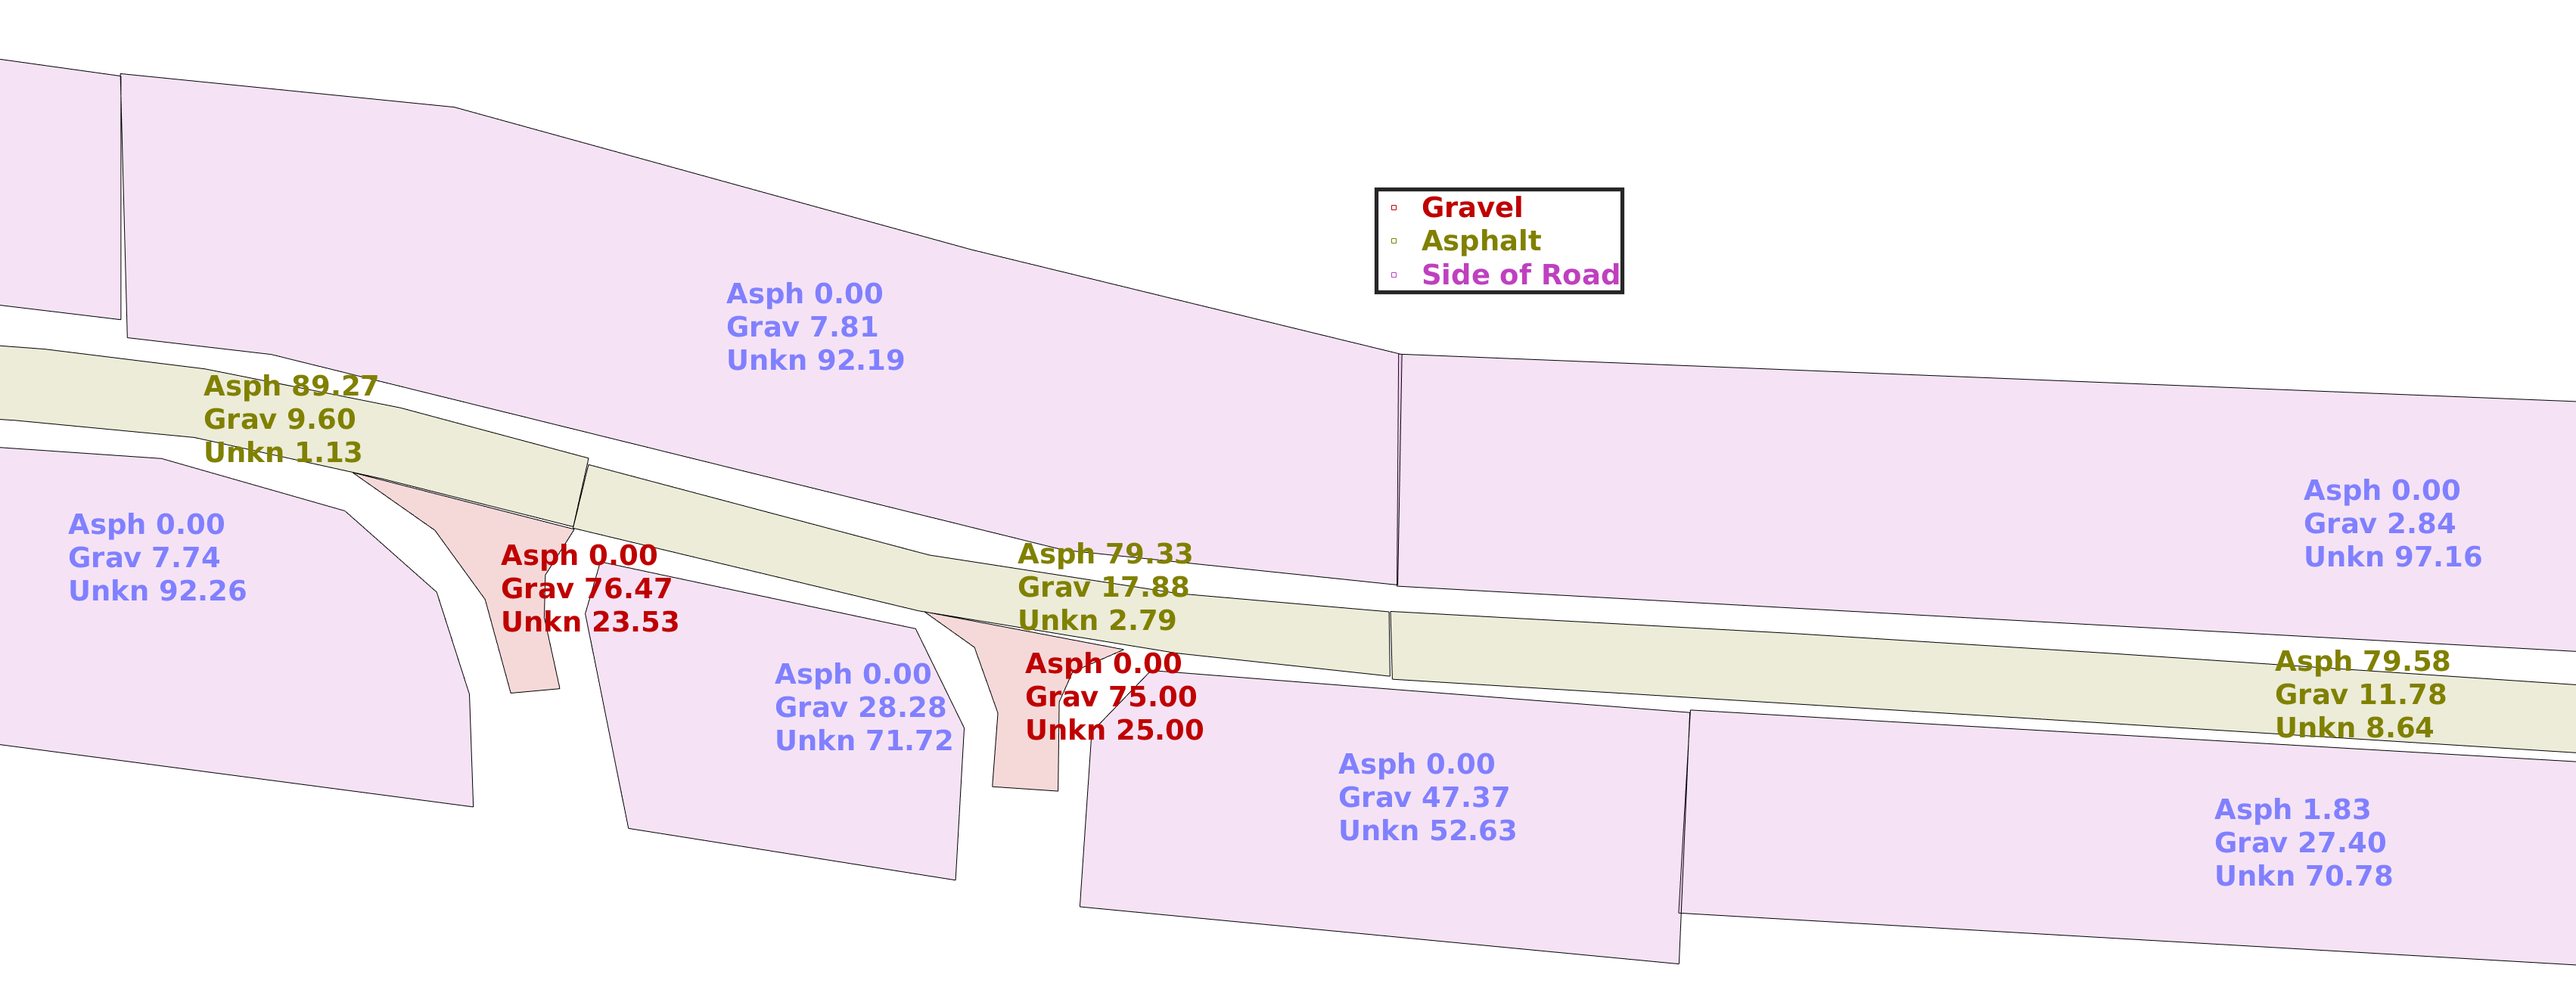 Gravel
Asphalt
Side of Road
Asph 0.00
Grav 7.81
Unkn 92.19
Asph 89.27
Grav 9.60
Unkn 1.13
Asph 0.00
Grav 2.84
Unkn 97.16
Asph 0.00
Grav 7.74
Unkn 92.26
Asph 0.00
Grav 76.47
Unkn 23.53
Asph 79.33
Grav 17.88
Unkn 2.79
Asph 0.00
Grav 28.28
Unkn 71.72
Asph 0.00
Grav 75.00
Unkn 25.00
Asph 79.58
Grav 11.78
Unkn 8.64
Asph 0.00
Grav 47.37
Unkn 52.63
Asph 1.83
Grav 27.40
Unkn 70.78